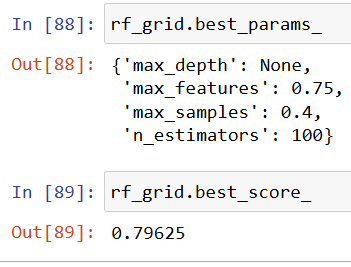 In [88]: rf_grid.best_params_
Out[88]: {'max_depth': None,
'max_features': 0.75,
'max_samples': 0.4,
'n_estimators': 100}
In [89]: rf_grid.best_score_
Out[89]: 0.79625